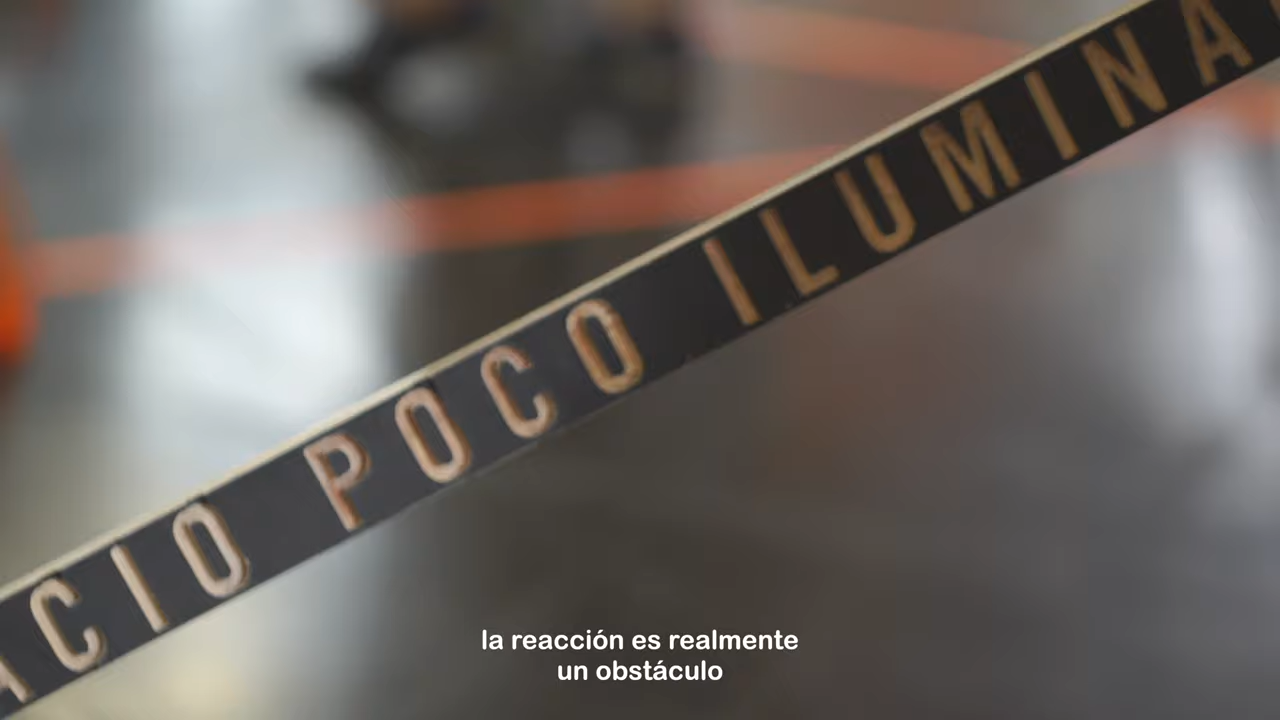 ACIO POCO ILUMINA
la reacción es realmente
un obstáculo